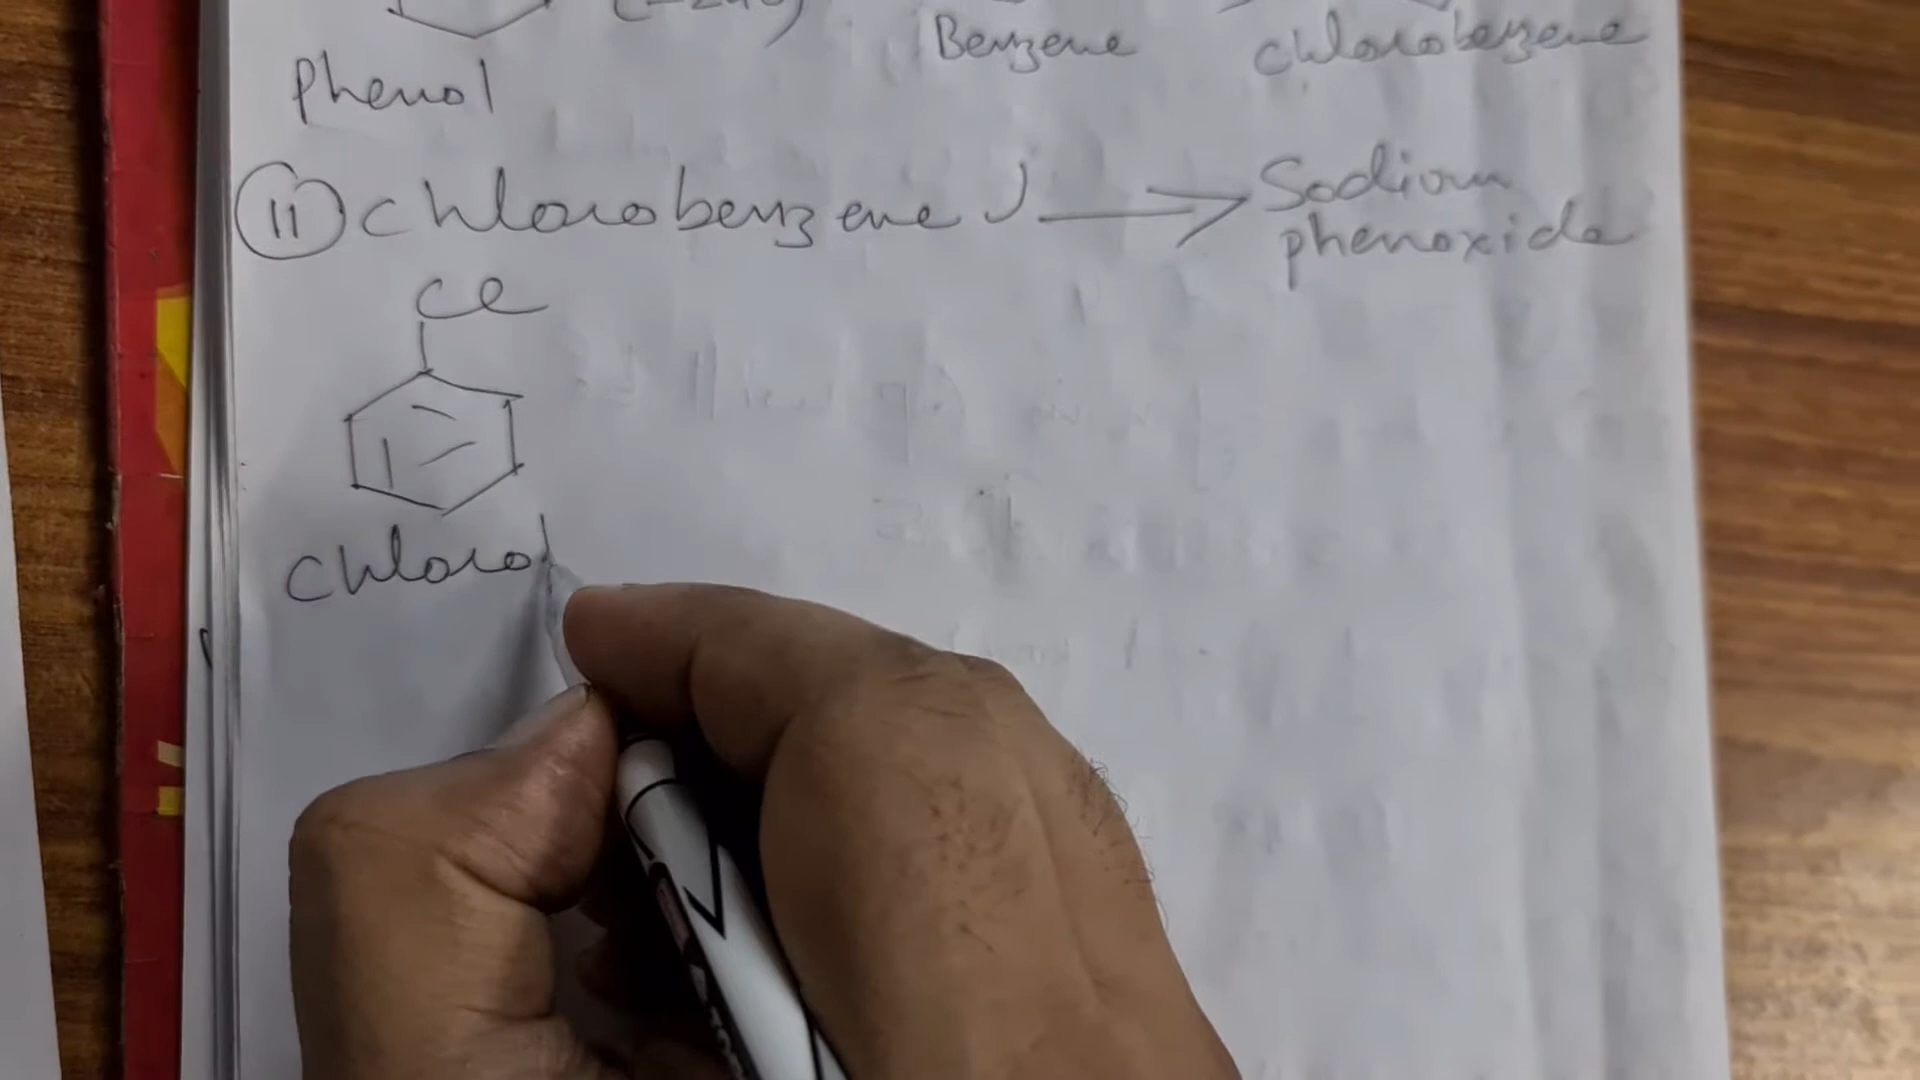 Benzene
chlorobenzene
Phenol
11 chlorobenzene → Sodium
phenoxide
Cl
Chloro